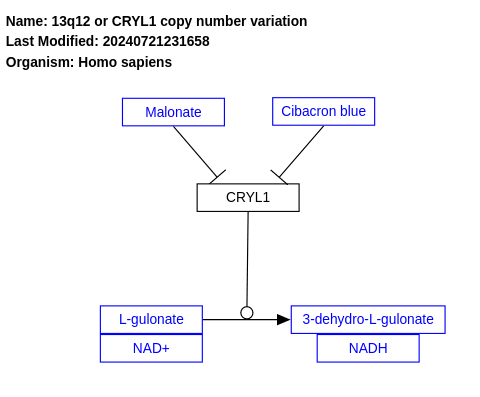 Name: 13q12 or CRYL1 copy number variation
Last Modified: 20240721231658
Organism: Homo sapiens
Malonate
Cibacron blue
CRYL1
L-gulonate
3-dehydro-L-gulonate
NAD+
NADH